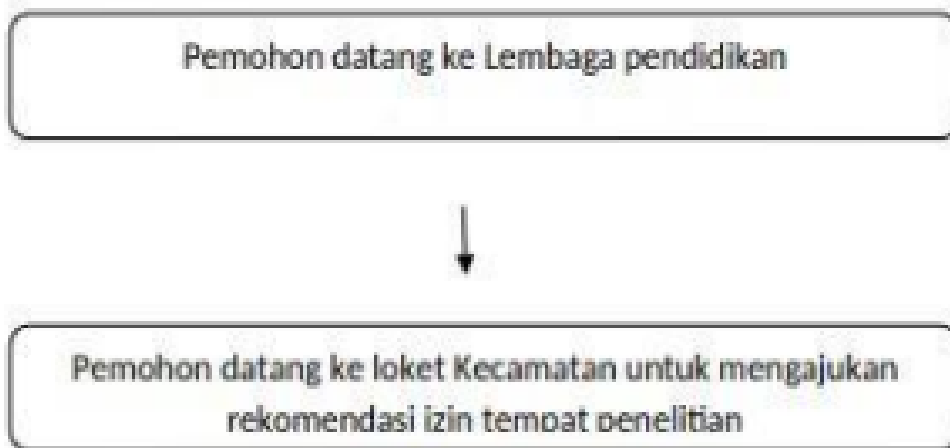 Pemohon datang ke Lembaga pendidikan
Pemohon datang ke loket Kecamatan untuk mengajukan
rekomendasi izin tempat penelitian